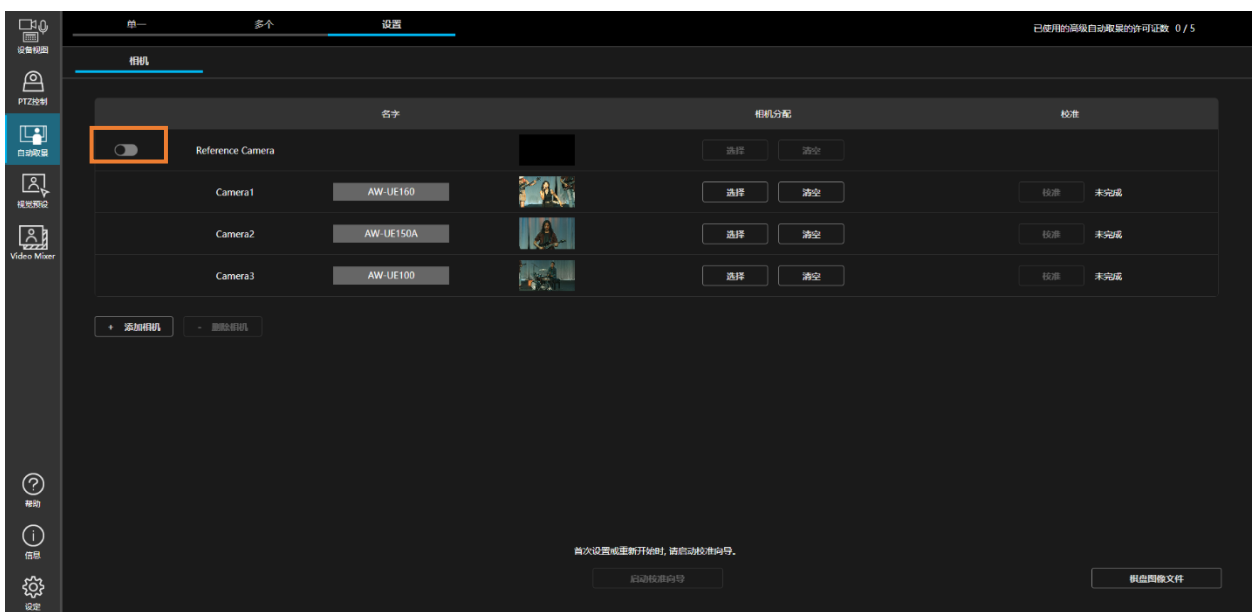 单一 多个 设置 已使用的高级自动取景的许可证数 0 / 5
设备视图
相机
PTZ控制
名字 相机分配 校准
自动取景
Reference Camera 选择 清空
Camera1 AW-UE160 选择 清空 校准 未完成
视觉预设
Camera2 AW-UE150A 选择 清空 校准 未完成
Video Mixer
Camera3 AW-UE100 选择 清空 校准 未完成
+ 添加相机 - 删除相机
帮助
信息
首次设置或重新开始时, 请启动校准向导。
启动校准向导 棋盘图像文件
设定